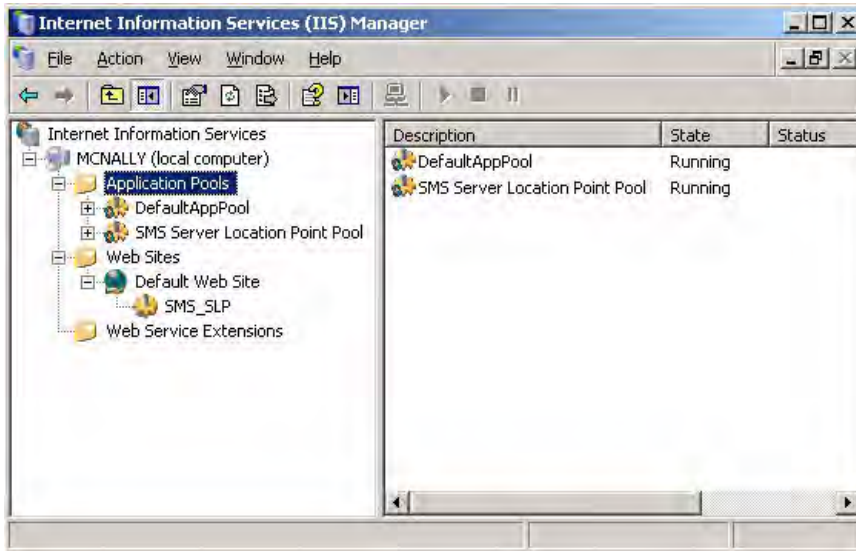 Internet Information Services (IIS) Manager
File Action View Window Help
Internet Information Services
MCNALLY (local computer)
Application Pools
DefaultAppPool
SMS Server Location Point Pool
Web Sites
Default Web Site
SMS_SLP
Web Service Extensions
Description State Status
DefaultAppPool Running
SMS Server Location Point Pool Running